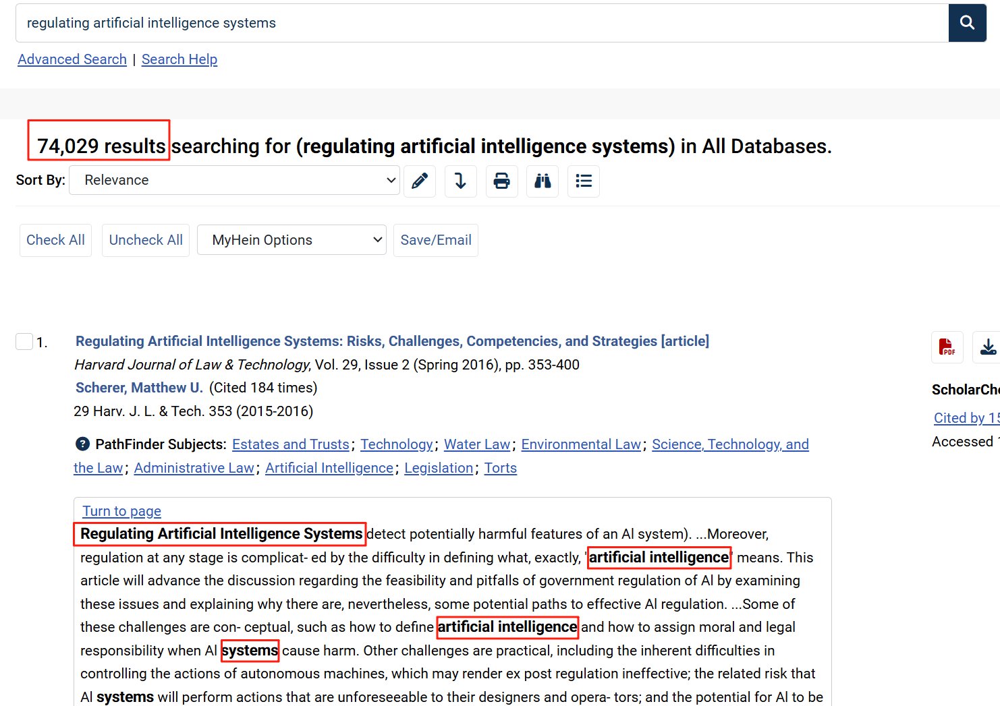 regulating artificial intelligence systems
Advanced Search | Search Help
74,029 results searching for (regulating artificial intelligence systems) in All Databases.
Sort By: Relevance
Check All Uncheck All MyHein Options Save/Email
1. Regulating Artificial Intelligence Systems: Risks, Challenges, Competencies, and Strategies [article]
PDF
Harvard Journal of Law & Technology, Vol. 29, Issue 2 (Spring 2016), pp. 353-400
Scherer, Matthew U. (Cited 184 times)
ScholarChe
29 Harv. J. L. & Tech. 353 (2015-2016)
Cited by 15
PathFinder Subjects: Estates and Trusts; Technology; Water Law; Environmental Law; Science, Technology, and
Accessed 1
the Law; Administrative Law; Artificial Intelligence; Legislation; Torts
Turn to page
Regulating Artificial Intelligence Systems detect potentially harmful features of an Al system). ...Moreover,
regulation at any stage is complicat- ed by the difficulty in defining what, exactly, 'artificial intelligence" means. This
article will advance the discussion regarding the feasibility and pitfalls of government regulation of Al by examining
these issues and explaining why there are, nevertheless, some potential paths to effective Al regulation. ...Some of
these challenges are con- ceptual, such as how to define artificial intelligence and how to assign moral and legal
responsibility when Al systems cause harm. Other challenges are practical, including the inherent difficulties in
controlling the actions of autonomous machines, which may render ex post regulation ineffective; the related risk that
Al systems will perform actions that are unforeseeable to their designers and opera- tors; and the potential for Al to be